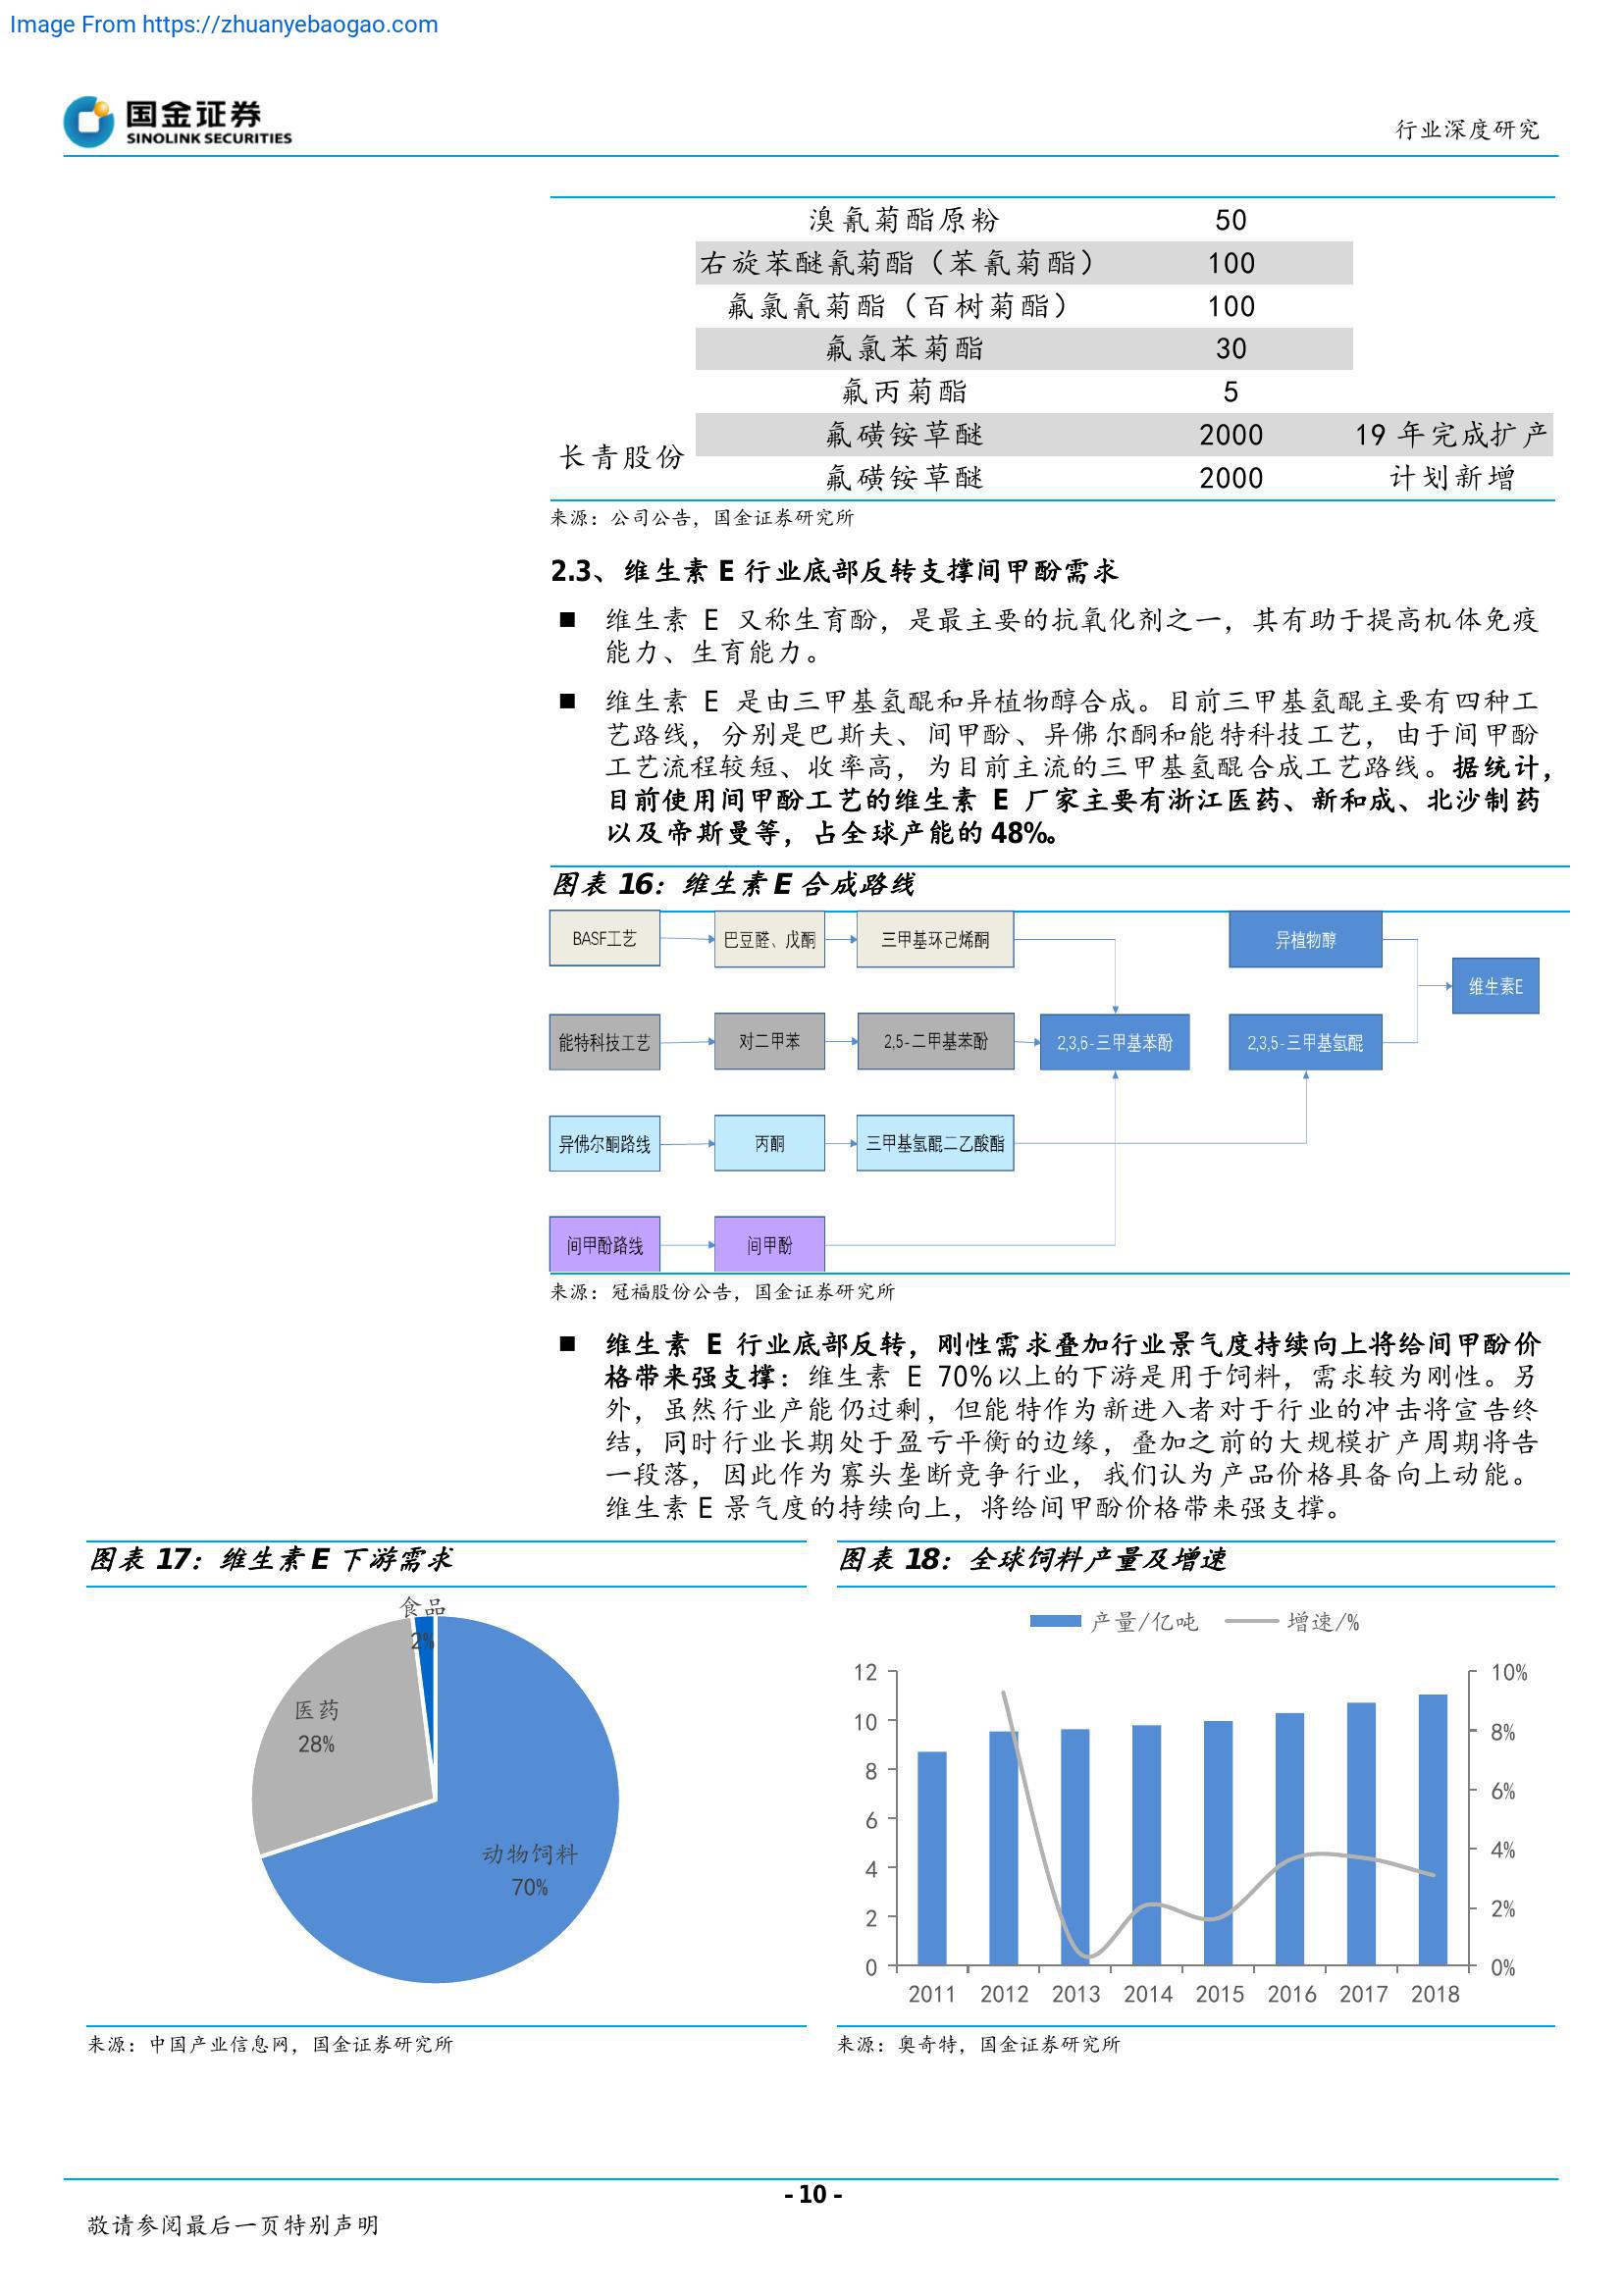 Image From https://zhuanyebaogao.com
国金证券
SINOLINK SECURITIES
行业深度研究
溴氰菊酯原粉 50
右旋苯醚氰菊酯（苯氰菊酯） 100
氟氯氰菊酯（百树菊酯） 100
氟氯苯菊酯 30
氟丙菊酯 5
长青股份 氟磺铵草醚 2000 19 年完成扩产
氟磺铵草醚 2000 计划新增
来源：公司公告，国金证券研究所
2.3、维生素 E 行业底部反转支撑间甲酚需求
■ 维生素 E 又称生育酚，是最主要的抗氧化剂之一，其有助于提高机体免疫
能力、生育能力。
■ 维生素 E 是由三甲基氢醌和异植物醇合成。目前三甲基氢醌主要有四种工
艺路线，分别是巴斯夫、间甲酚、异佛尔酮和能特科技工艺，由于间甲酚
工艺流程较短、收率高，为目前主流的三甲基氢醌合成工艺路线。据统计，
目前使用间甲酚工艺的维生素 E 厂家主要有浙江医药、新和成、北沙制药
以及帝斯曼等，占全球产能的 48%。
图表 16：维生素 E 合成路线
BASF工艺 巴豆醛、戊酮 三甲基环己烯酮 异植物醇
维生素E
能特科技工艺 对二甲苯 2,5-二甲基苯酚 2,3,6-三甲基苯酚 2,3,5-三甲基氢醌
异佛尔酮路线 丙酮 三甲基氢醌二乙酸酯
间甲酚路线 间甲酚
来源：冠福股份公告，国金证券研究所
■ 维生素 E 行业底部反转，刚性需求叠加行业景气度持续向上将给间甲酚价
格带来强支撑：维生素 E 70%以上的下游是用于饲料，需求较为刚性。另
外，虽然行业产能仍过剩，但能特作为新进入者对于行业的冲击将宣告终
结，同时行业长期处于盈亏平衡的边缘，叠加之前的大规模扩产周期将告
一段落，因此作为寡头垄断竞争行业，我们认为产品价格具备向上动能。
维生素 E 景气度的持续向上，将给间甲酚价格带来强支撑。
图表 17：维生素 E 下游需求
食品
2%
医药
28%
动物饲料
70%
来源：中国产业信息网，国金证券研究所
图表 18：全球饲料产量及增速
产量/亿吨 增速/%
12 10%
10 8%
8 6%
6 4%
4 2%
2 0%
0
2011 2012 2013 2014 2015 2016 2017 2018
来源：奥奇特，国金证券研究所
- 10 -
敬请参阅最后一页特别声明